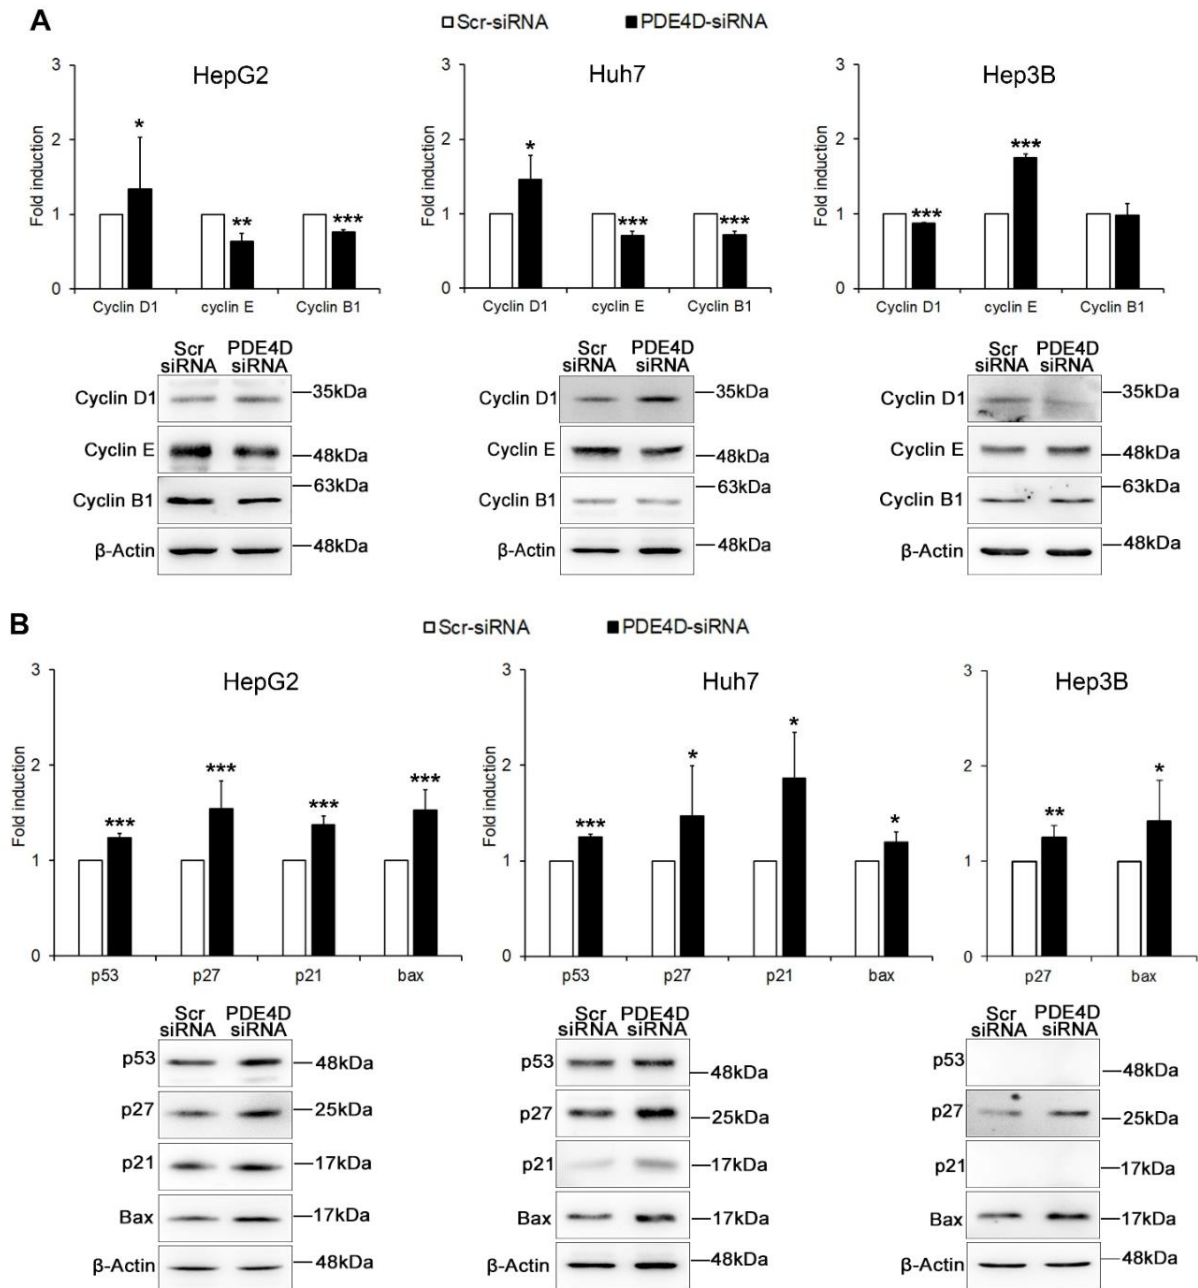 A
Scr-siRNA PDE4D-siRNA
HepG2 Huh7 Hep3B
Fold induction Fold induction Fold induction
3 3 3
* * ***
2 2 2
** *** *** *** ***
1 1 1
0 0 0
Cyclin D1 cyclin E Cyclin B1 Cyclin D1 cyclin E Cyclin B1 Cyclin D1 cyclin E Cyclin B1
Scr PDE4D Scr PDE4D Scr PDE4D
siRNA siRNA siRNA siRNA siRNA siRNA
Cyclin D1 35kDa Cyclin D1 35kDa Cyclin D1 35kDa
Cyclin E 48kDa Cyclin E 48kDa Cyclin E 48kDa
Cyclin B1 63kDa Cyclin B1 63kDa Cyclin B1 63kDa
β-Actin 48kDa β-Actin 48kDa β-Actin 48kDa
B
Scr-siRNA PDE4D-siRNA
HepG2 Huh7 Hep3B
Fold induction
3 3 3
2 2 2
*** *** *** *** *** * * * ** *
1 1 1
0 0 0
p53 p27 p21 bax p53 p27 p21 bax p27 bax
Scr PDE4D Scr PDE4D Scr PDE4D
siRNA siRNA siRNA siRNA siRNA siRNA
p53 48kDa p53 48kDa p53 48kDa
p27 25kDa p27 25kDa p27 25kDa
p21 17kDa p21 17kDa p21 17kDa
Bax 17kDa Bax 17kDa Bax 17kDa
β-Actin 48kDa β-Actin 48kDa β-Actin 48kDa